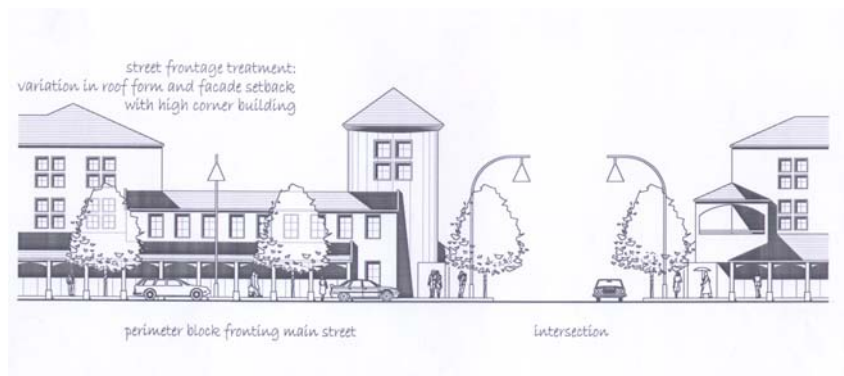 street frontage treatment:
variation in roof form and facade setback
with high corner building
perimeter block fronting main street
intersection